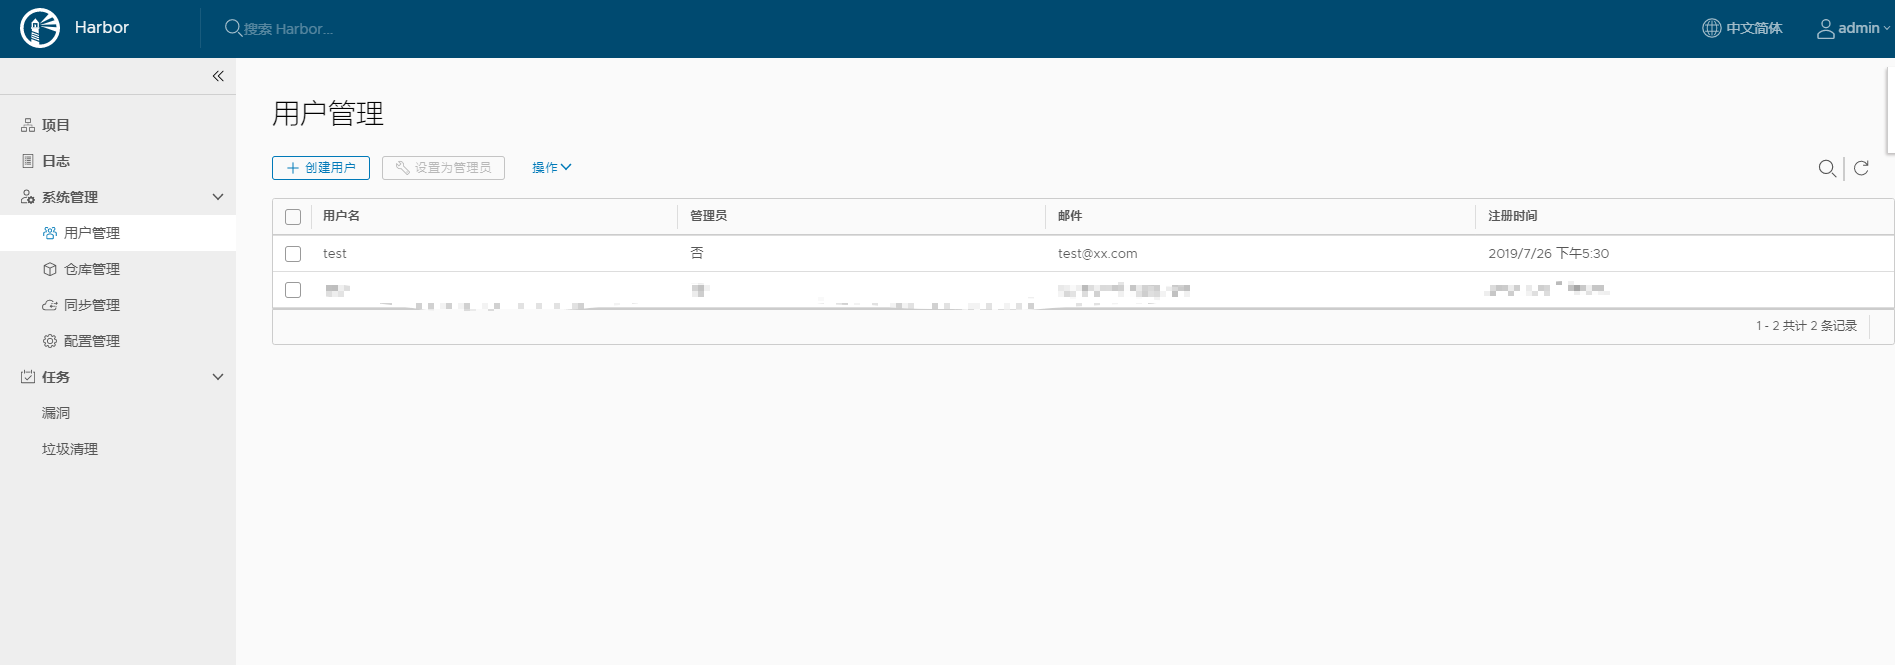 Harbor
搜索 Harbor...
中文简体
admin
项目
日志
系统管理
用户管理
仓库管理
同步管理
配置管理
任务
漏洞
垃圾清理
用户管理
创建用户 设置为管理员 操作
用户名 管理员 邮件 注册时间
test 否 test@xx.com 2019/7/26 下午5:30
1 - 2 共计 2 条记录